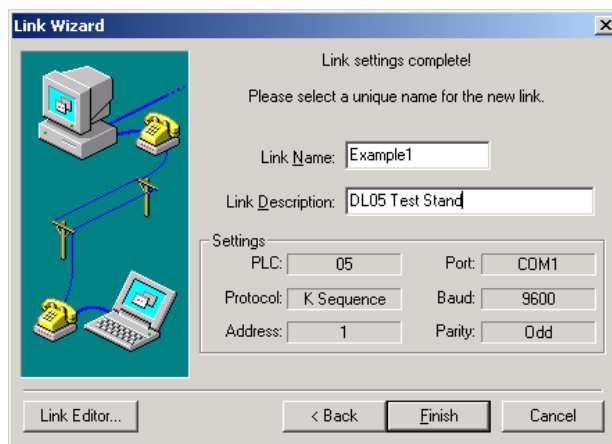 Link Wizard
Link settings complete!
Please select a unique name for the new link.
Link Name: Example1
Link Description: DL05 Test Stand
Settings
PLC: 05 Port: COM1
Protocol: K Sequence Baud: 9600
Address: 1 Parity: Odd
Link Editor... < Back Finish Cancel